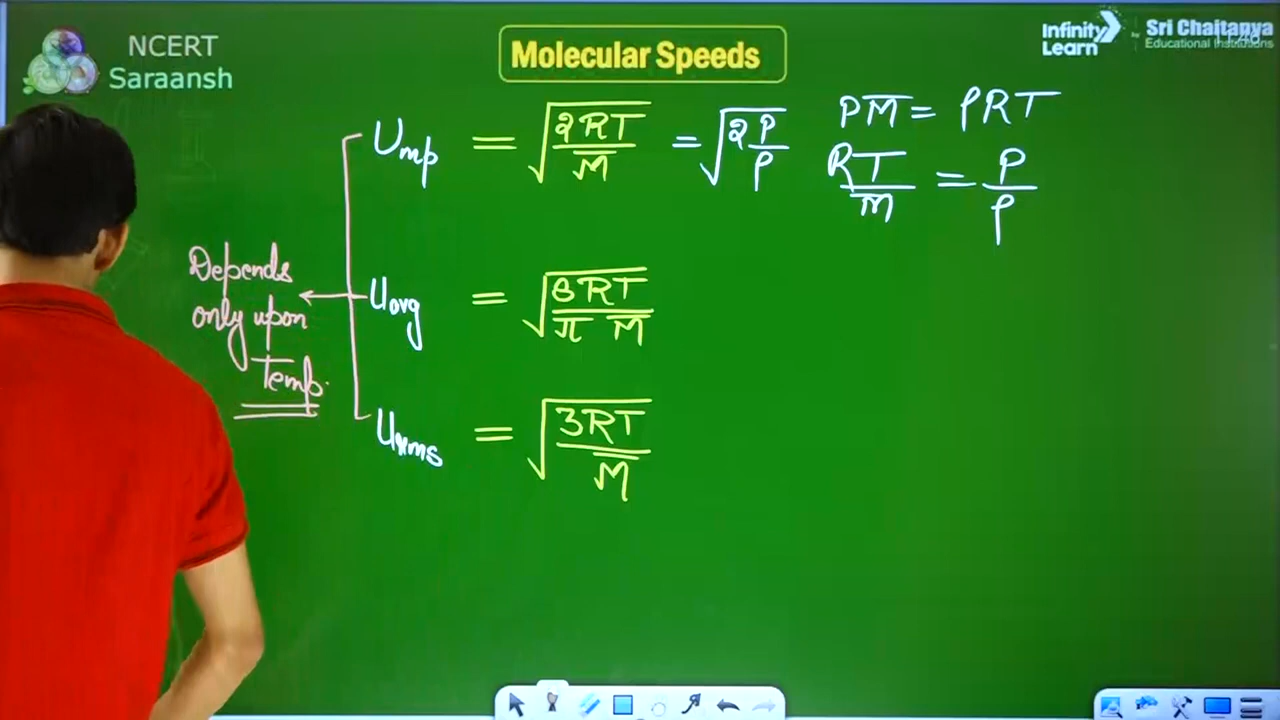 NCERT
Saraansh
Molecular Speeds
Infinity
Learn
by Sri Chaitanya
Educational Institutions
Ump = √(2RT/M) = √(2P/ρ)
PM = ρRT
RT/M = P/ρ
Depends
only upon
Temp.
Uavg = √(8RT/π M)
Urms = √(3RT/M)